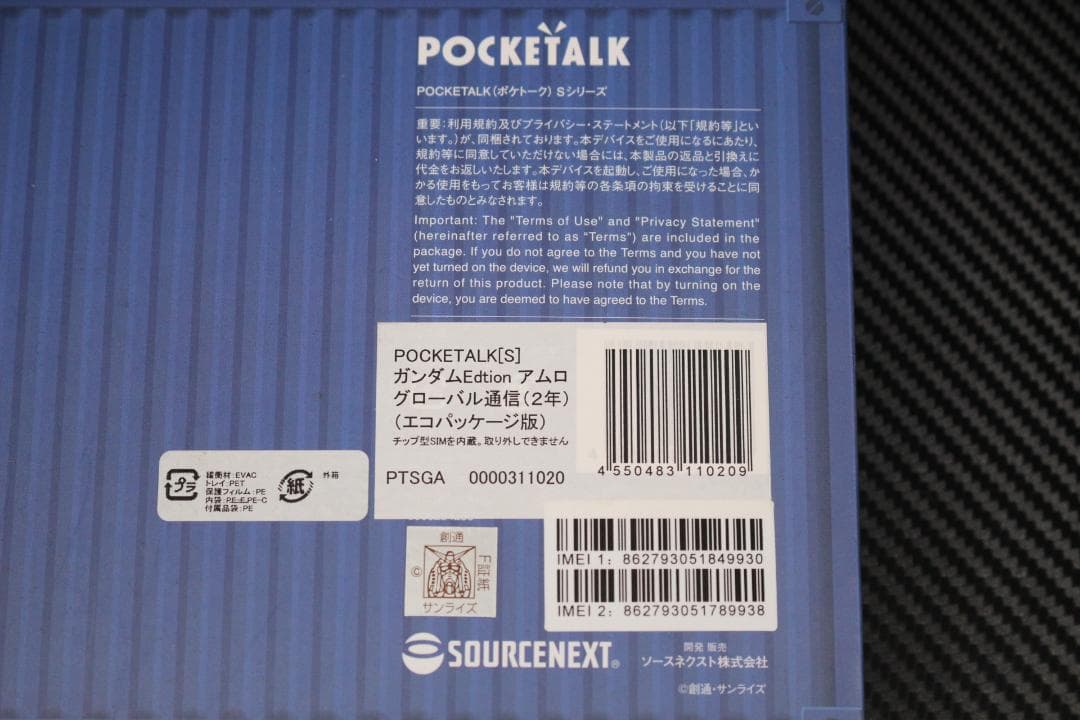 POCKETALK
POCKETALK(ポケトーク) Sシリーズ
重要：利用規約及びプライバシー・ステートメント(以下「規約等」とい
います。)が、同梱されております。本デバイスをご使用になるにあたり、
規約等に同意していただけない場合には、本製品の返品と引換えに
代金をお返しいたします。本デバイスを起動し、ご使用になった場合、か
かる使用をもってお客様は規約等の各条項の拘束を受けることに同
意したものとみなされます。
Important: The "Terms of Use" and "Privacy Statement"
(hereinafter referred to as "Terms") are included in the
package. If you do not agree to the Terms and you have not
yet turned on the device, we will refund you in exchange for the
return of this product. Please note that by turning on the
device, you are deemed to have agreed to the Terms.
POCKETALK[S]
ガンダムEdtion アムロ
グローバル通信(2年)
(エコパッケージ版)
チップ型SIMを内蔵。取り外しできません
PTSGA 0000311020
4 550483 110209
プラ
緩衝材:EVAC
トレイ:PET
保護フィルム:PE
内袋:P.E-E,PE-C
付属品袋:PE
紙
外箱
IMEI 1: 862793051849930
IMEI 2: 862793051789938
創通
F証紙
©
サンライズ
SOURCENEXT®
開発 販売
ソースネクスト株式会社
©創通・サンライズ